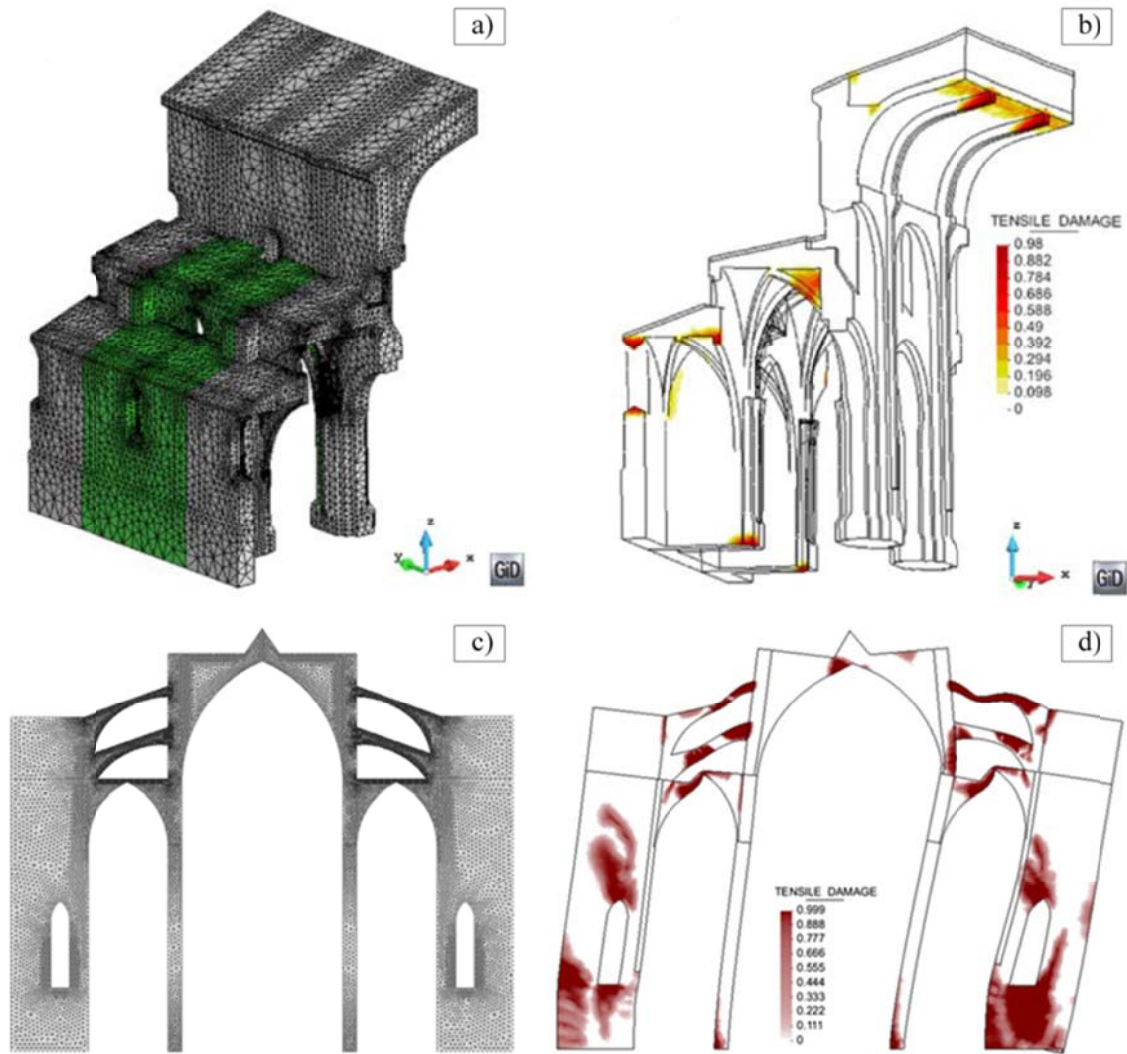 a)
z
y
x
GiD
b)
TENSILE DAMAGE
0.98
0.882
0.784
0.686
0.588
0.49
0.392
0.294
0.196
0.098
0
z
y
x
GiD
c)
d)
TENSILE DAMAGE
0.999
0.888
0.777
0.666
0.555
0.444
0.333
0.222
0.111
0